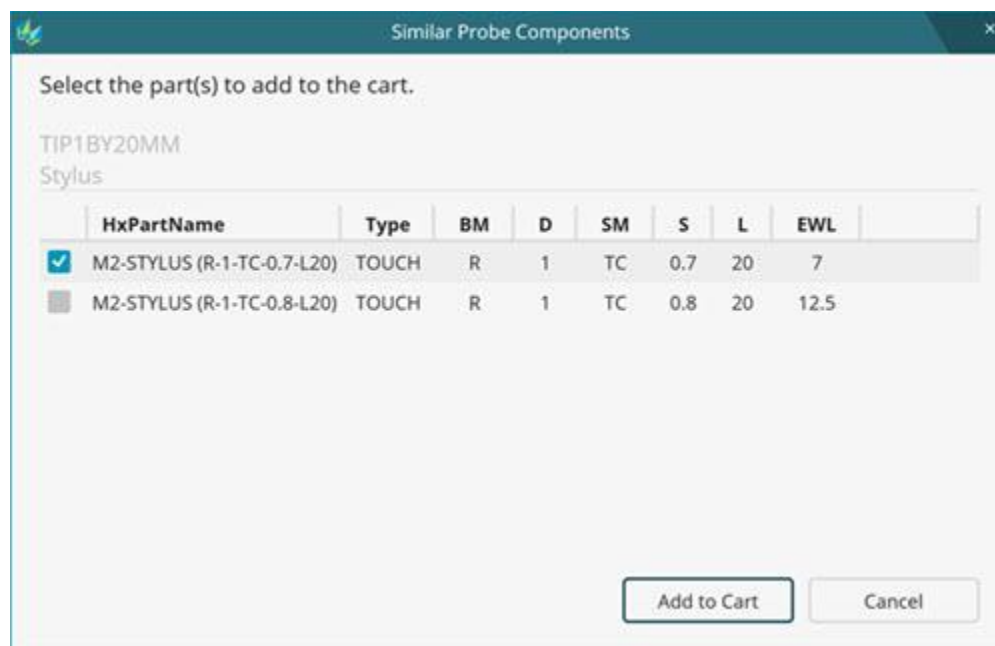 Similar Probe Components
Select the part(s) to add to the cart.
TIP1BY20MM
Stylus
HxPartName Type BM D SM S L EWL
M2-STYLUS (R-1-TC-0.7-L20) TOUCH R 1 TC 0.7 20 7
M2-STYLUS (R-1-TC-0.8-L20) TOUCH R 1 TC 0.8 20 12.5
Add to Cart Cancel